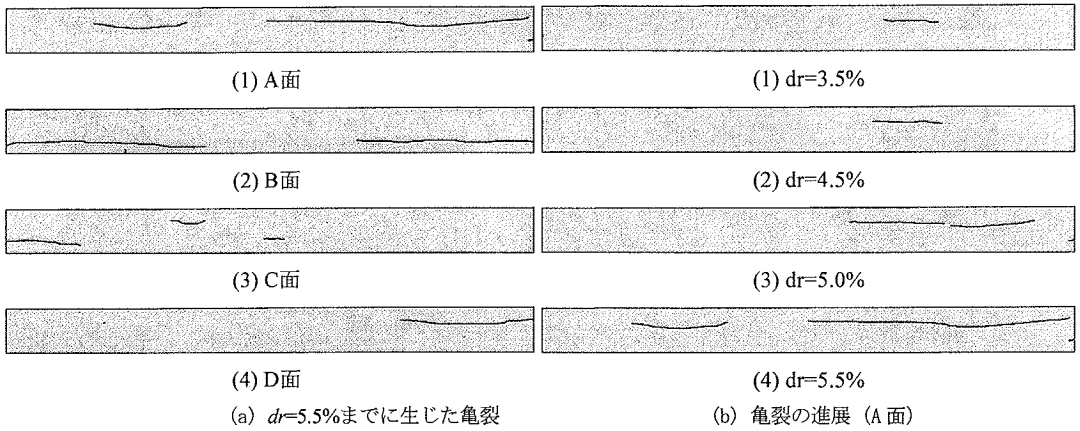 (1) A面
(1) dr=3.5%
(2) B面
(2) dr=4.5%
(3) C面
(3) dr=5.0%
(4) D面
(4) dr=5.5%
(a) dr=5.5%までに生じた亀裂
(b) 亀裂の進展 (A面)